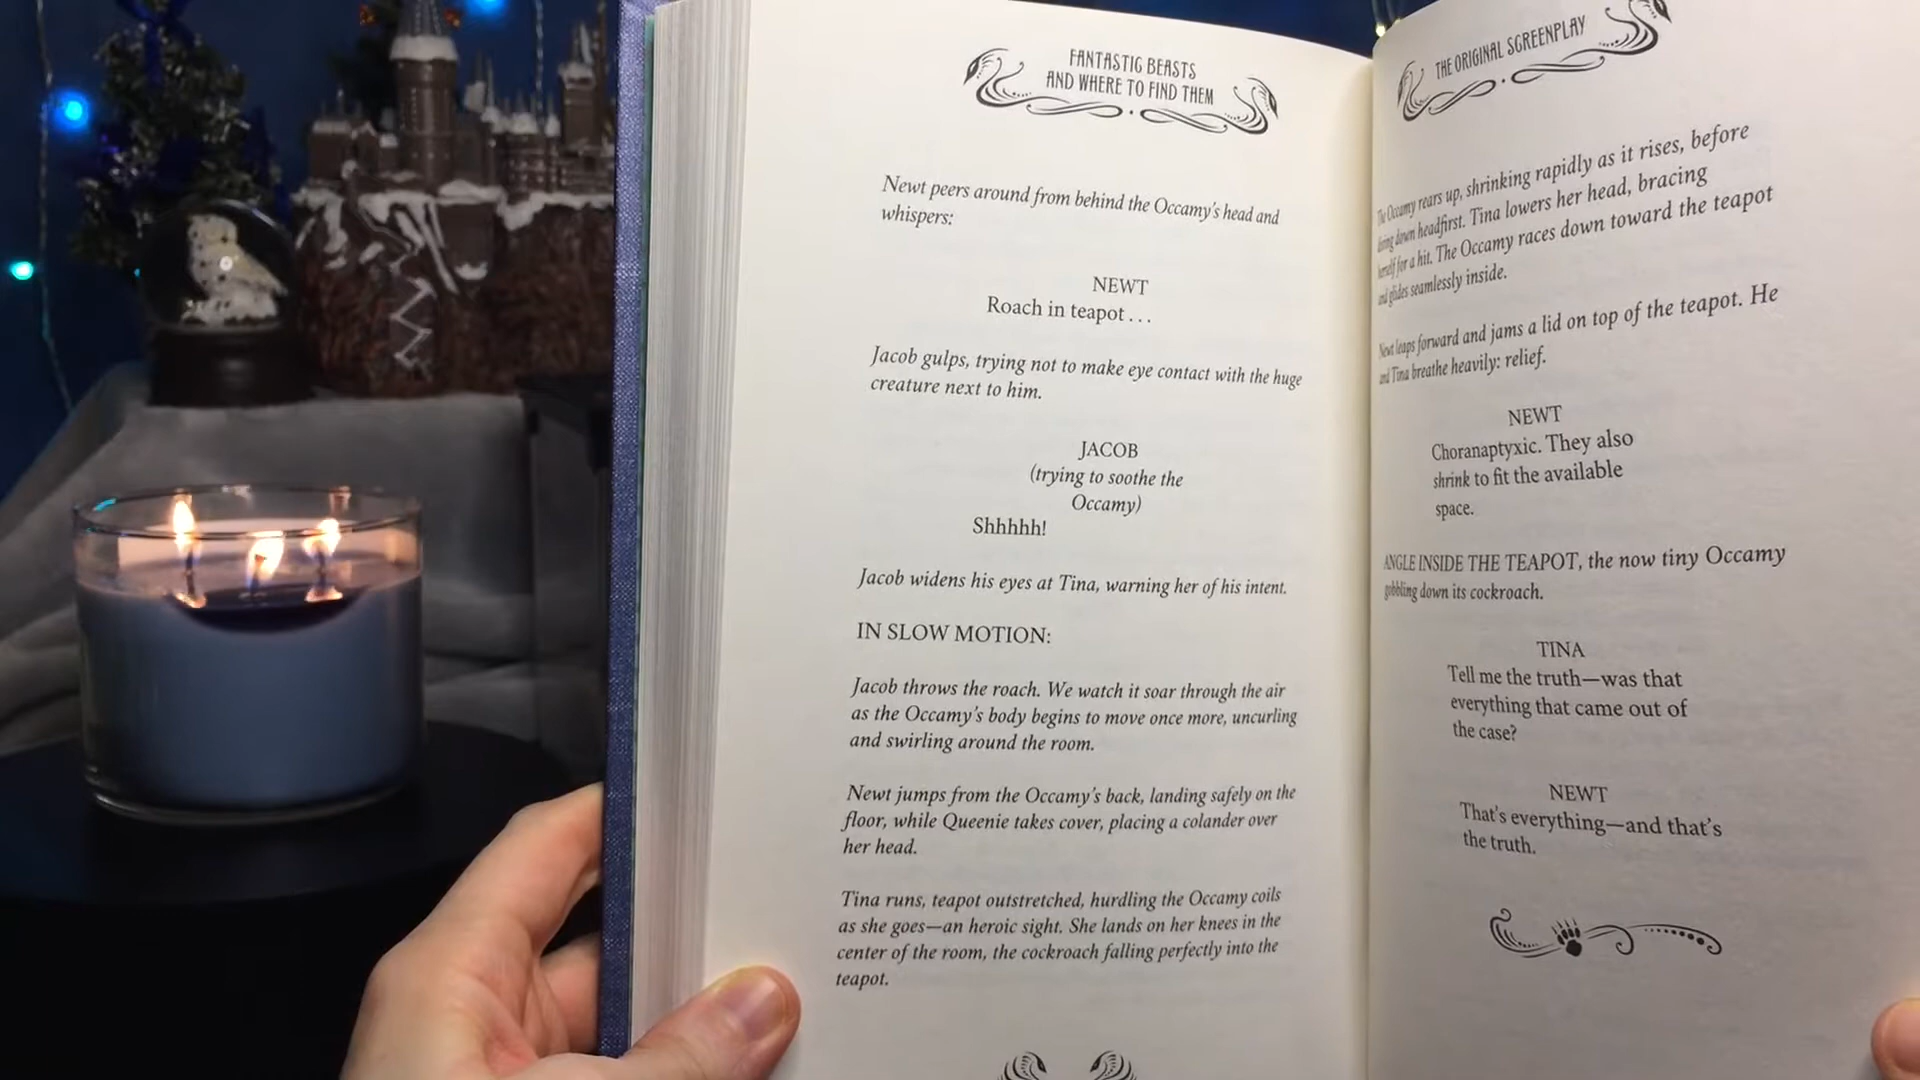 FANTASTIC BEASTS
AND WHERE TO FIND THEM
Newt peers around from behind the Occamy's head and
whispers:
NEWT
Roach in teapot . . .
Jacob gulps, trying not to make eye contact with the huge
creature next to him.
JACOB
(trying to soothe the
Occamy)
Shhhhh!
Jacob widens his eyes at Tina, warning her of his intent.
IN SLOW MOTION:
Jacob throws the roach. We watch it soar through the air
as the Occamy's body begins to move once more, uncurling
and swirling around the room.
Newt jumps from the Occamy's back, landing safely on the
floor, while Queenie takes cover, placing a colander over
her head.
Tina runs, teapot outstretched, hurdling the Occamy coils
as she goes—an heroic sight. She lands on her knees in the
center of the room, the cockroach falling perfectly into the
teapot.
THE ORIGINAL SCREENPLAY
The Occamy rears up, shrinking rapidly as it rises, before
diving down headfirst. Tina lowers her head, bracing
herself for a hit. The Occamy races down toward the teapot
and glides seamlessly inside.
Newt leaps forward and jams a lid on top of the teapot. He
and Tina breathe heavily: relief.
NEWT
Choranaptyxic. They also
shrink to fit the available
space.
ANGLE INSIDE THE TEAPOT, the now tiny Occamy
gobbling down its cockroach.
TINA
Tell me the truth—was that
everything that came out of
the case?
NEWT
That's everything—and that's
the truth.